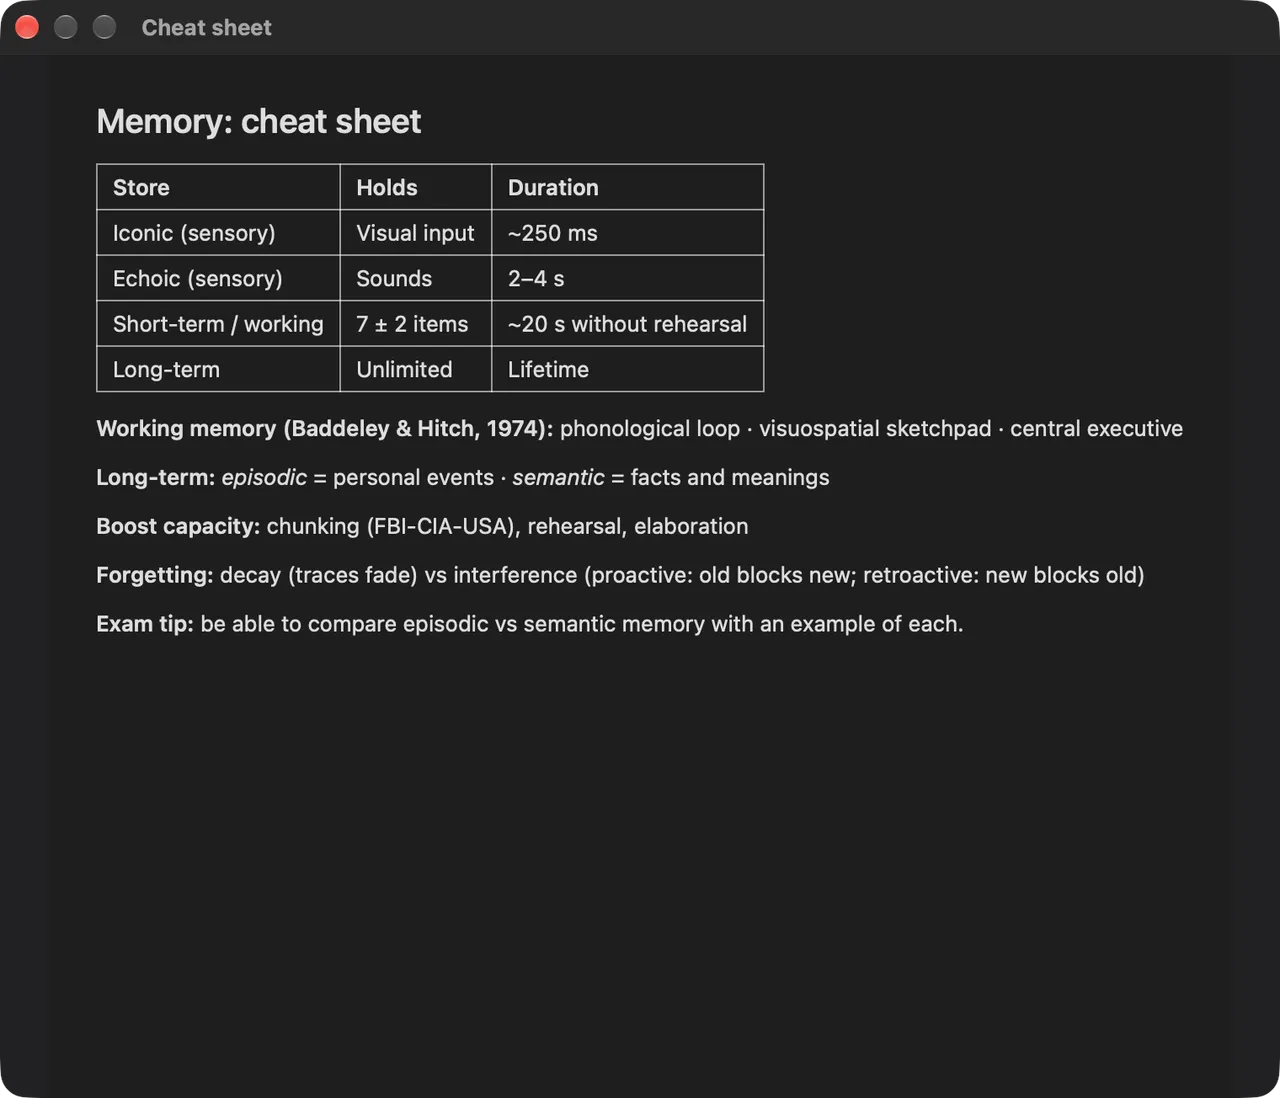 Cheat sheet
Memory: cheat sheet
Store Holds Duration
Iconic (sensory) Visual input ~250 ms
Echoic (sensory) Sounds 2–4 s
Short-term / working 7 ± 2 items ~20 s without rehearsal
Long-term Unlimited Lifetime
Working memory (Baddeley & Hitch, 1974): phonological loop · visuospatial sketchpad · central executive
Long-term: episodic = personal events · semantic = facts and meanings
Boost capacity: chunking (FBI-CIA-USA), rehearsal, elaboration
Forgetting: decay (traces fade) vs interference (proactive: old blocks new; retroactive: new blocks old)
Exam tip: be able to compare episodic vs semantic memory with an example of each.